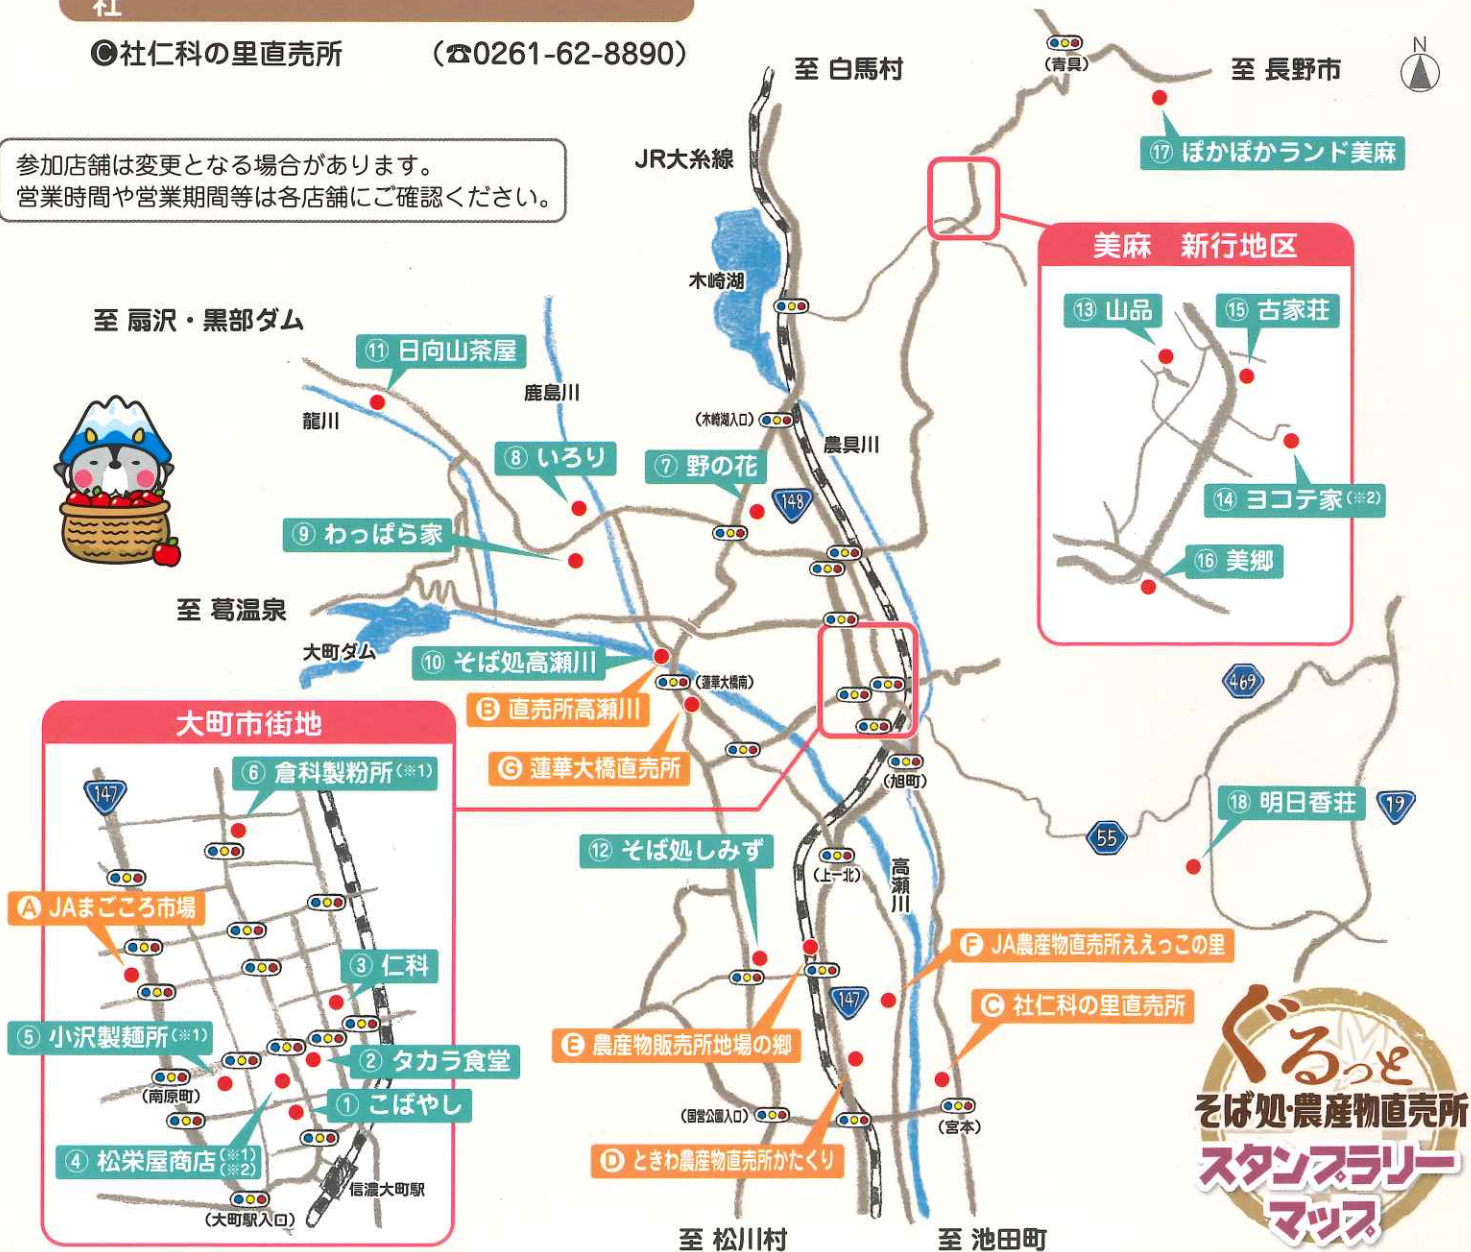 社
Ⓒ社仁科の里直売所 （☎0261-62-8890）
参加店舗は変更となる場合があります。
営業時間や営業期間等は各店舗にご確認ください。
至 白馬村
（青具）
至 長野市
N
⑰ ぽかぽかランド美麻
JR大糸線
木崎湖
美麻 新行地区
⑬ 山品
⑮ 古家荘
⑭ ヨコテ家(※2)
⑯ 美郷
至 扇沢・黒部ダム
⑪ 日向山茶屋
鹿島川
籠川
（木崎湖入口）
農具川
⑧ いろり
⑦ 野の花
148
⑨ わっぱら家
至 葛温泉
大町ダム
⑩ そば処高瀬川
（蓮華大橋南）
Ⓑ 直売所高瀬川
Ⓖ 蓮華大橋直売所
（旭町）
469
55
⑱ 明日香荘
19
大町市街地
147
⑥ 倉科製粉所(※1)
Ⓐ JAまごころ市場
③ 仁科
⑤ 小沢製麺所(※1)
② タカラ食堂
（南原町）
① こばやし
④ 松栄屋商店(※1)(※2)
信濃大町駅
（大町駅入口）
⑫ そば処しみず
（上一北）
高瀬川
Ⓕ JA農産物直売所ええっこの里
147
Ⓒ 社仁科の里直売所
Ⓔ 農産物販売所地場の郷
（国営公園入口）
（宮本）
Ⓓ ときわ農産物直売所かたくり
至 松川村
至 池田町
ぐるっと
そば処・農産物直売所
スタンプラリー
マップ